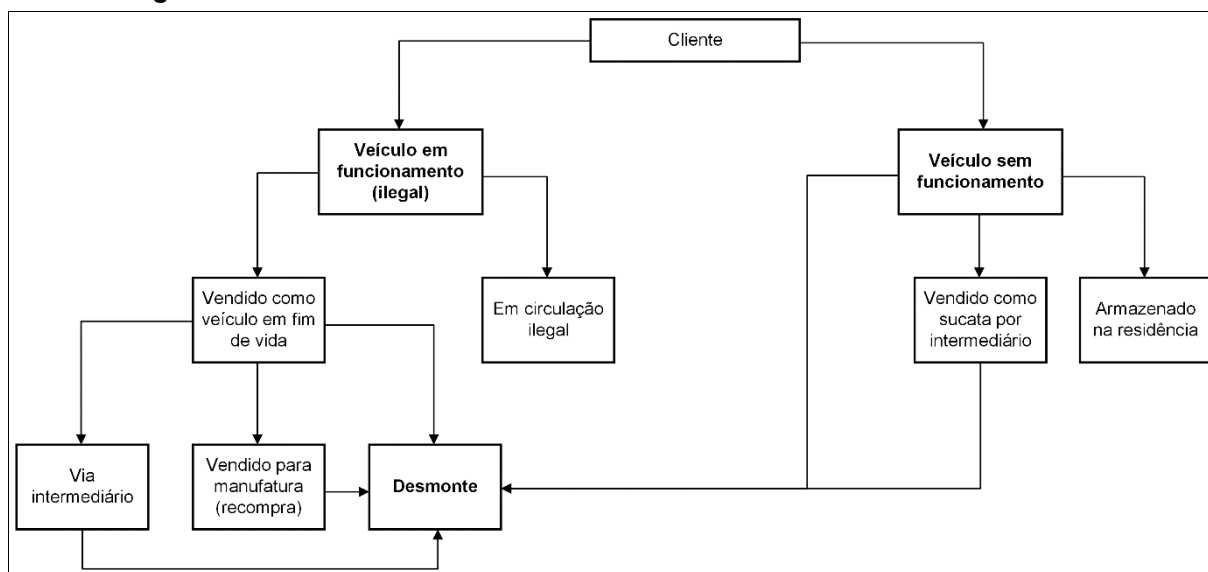 Cliente
Veículo em
funcionamento
(ilegal)
Veículo sem
funcionamento
Vendido como
veículo em fim
de vida
Em circulação
ilegal
Vendido como
sucata por
intermediário
Armazenado
na residência
Via
intermediário
Vendido para
manufatura
(recompra)
Desmonte